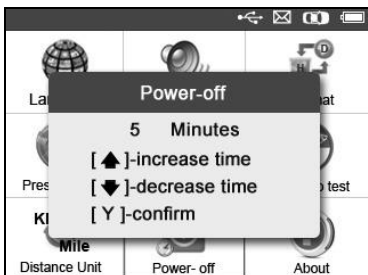 Power-off
5 Minutes
[ ▲ ]-increase time
[ ▼ ]-decrease time
[ Y ]-confirm
La
at
Pres
test
Mile
Distance Unit
Power- off
About